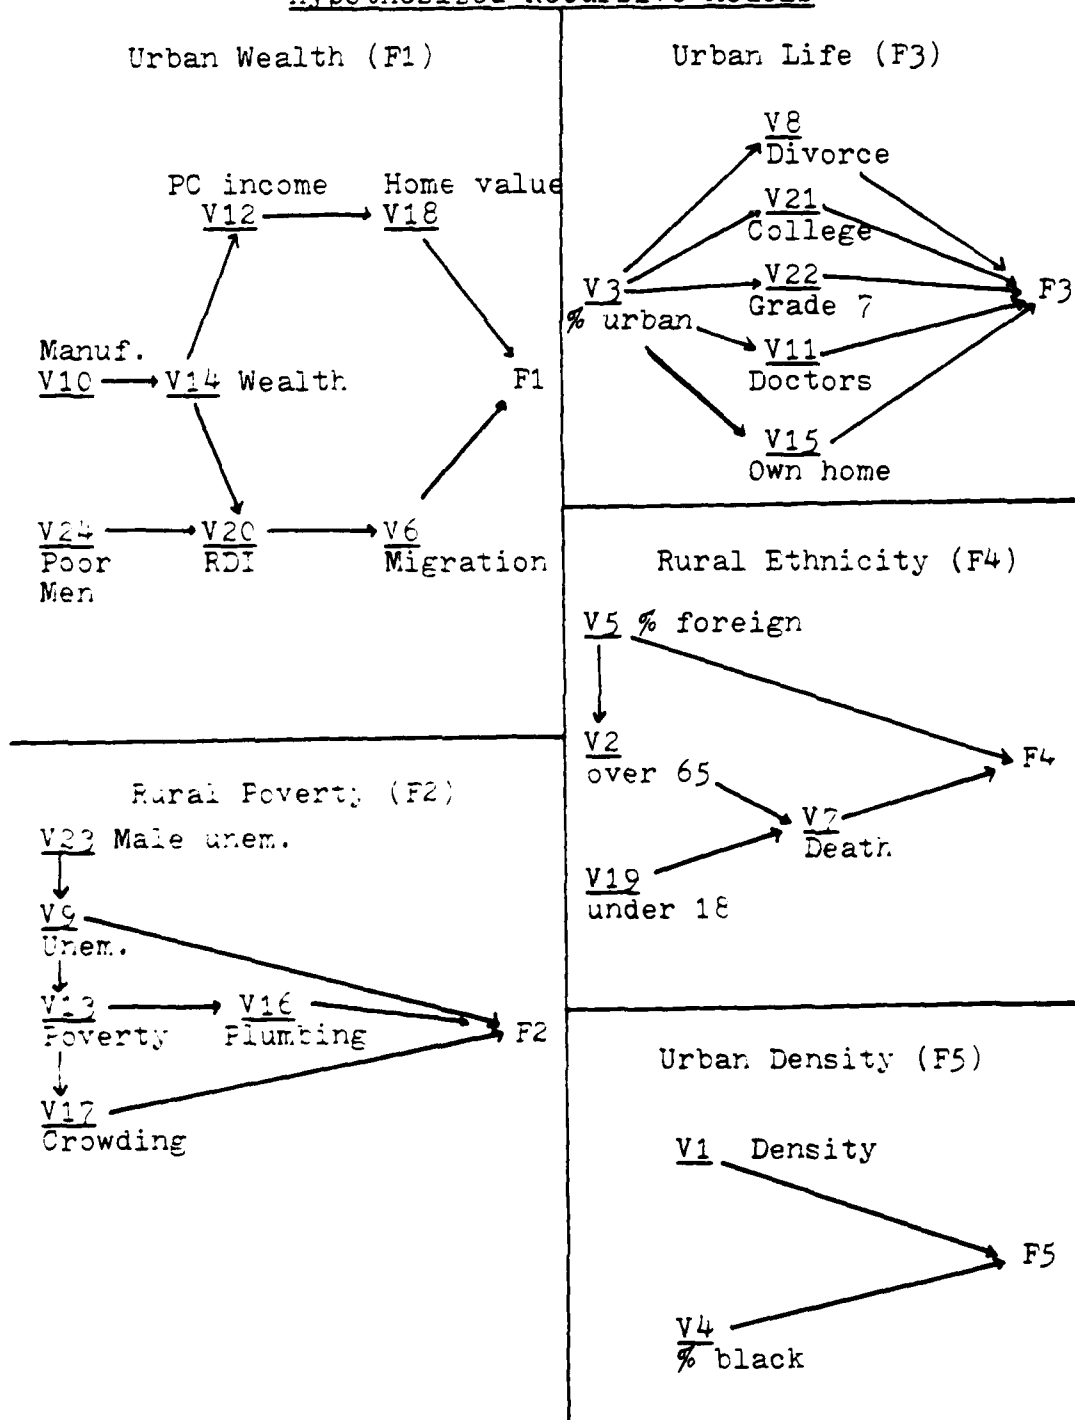 Hypothesized Recursive Models
Urban Wealth (F1)
PC income Home value
V12 V18
Manuf.
V10 V14 Wealth F1
V24 V20 V6
Poor RDI Migration
Men
Rural Poverty (F2)
V23 Male unem.
V9
Unem.
V13 V16
Poverty Plumbing F2
V17
Crowding
Urban Life (F3)
V8
Divorce
V21
College
V3 V22 F3
% urban Grade 7
V11
Doctors
V15
Own home
Rural Ethnicity (F4)
V5 % foreign
V2 F4
over 65
V7
Death
V19
under 18
Urban Density (F5)
V1 Density
F5
V4
% black